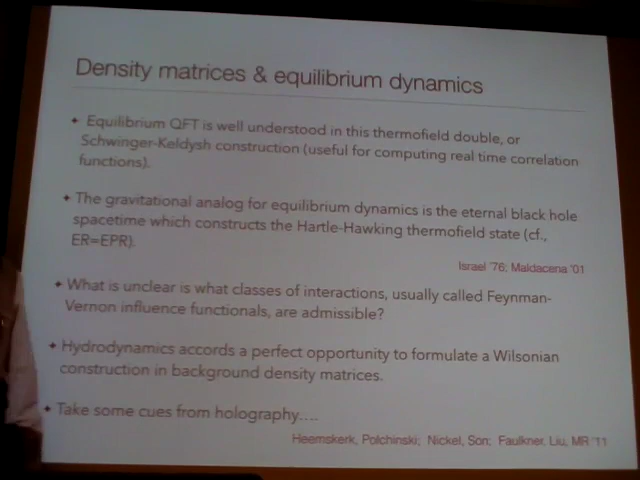 Density matrices & equilibrium dynamics
✦ Equilibrium QFT is well understood in this thermofield double, or
Schwinger-Keldysh construction (useful for computing real time correlation
functions).
✦ The gravitational analog for equilibrium dynamics is the eternal black hole
spacetime which constructs the Hartle-Hawking thermofield state (cf.,
ER=EPR).
Israel '76; Maldacena '01
✦ What is unclear is what classes of interactions, usually called Feynman-
Vernon influence functionals, are admissible?
✦ Hydrodynamics accords a perfect opportunity to formulate a Wilsonian
construction in background density matrices.
✦ Take some cues from holography....
Heemskerk, Polchinski; Nickel, Son; Faulkner, Liu, MR '11